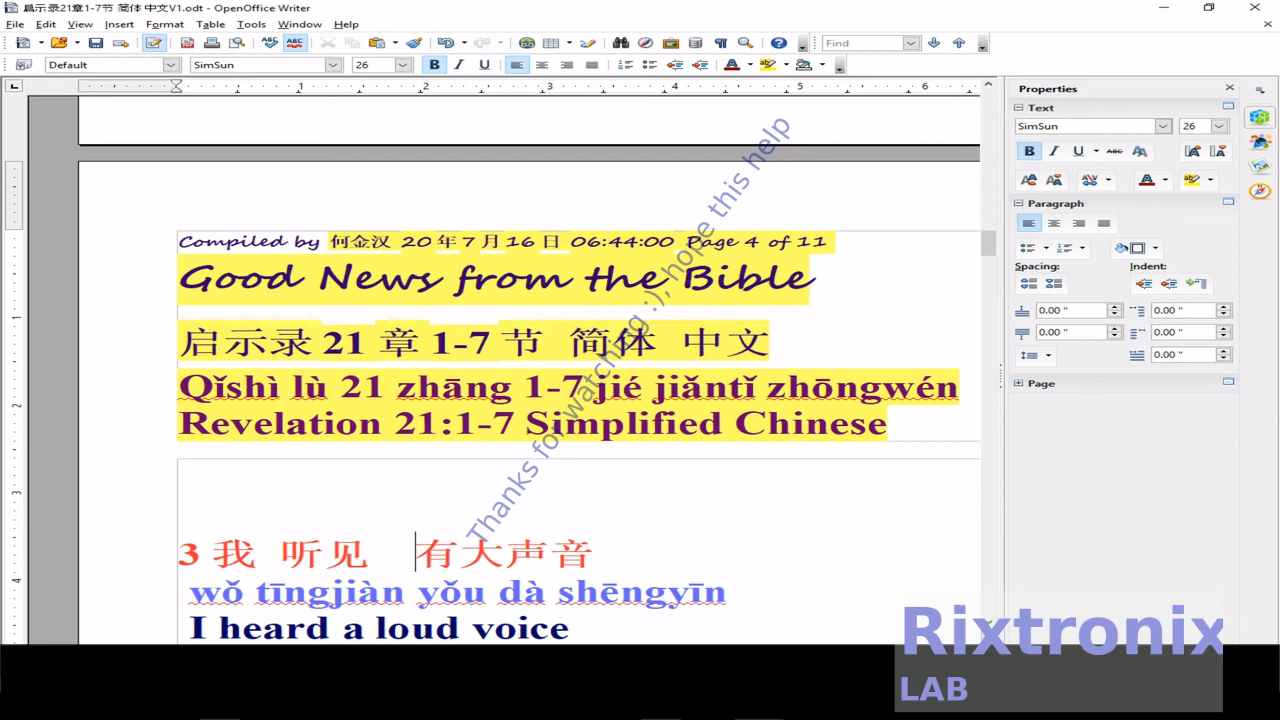 启示录21章1-7节 简体 中文V1.odt - OpenOffice Writer
File Edit View Insert Format Table Tools Window Help
Find
Default SimSun 26
1 2 3 4 5 6
Compiled by 何金汉 20年7月16日 06:44:00 Page 4 of 11
Good News from the Bible
启示录 21 章 1-7 节 简体 中文
Qǐshì lù 21 zhāng 1-7 jié jiǎntǐ zhōngwén
Revelation 21:1-7 Simplified Chinese
3 我 听见 有大声音
wǒ tīngjiàn yǒu dà shēngyīn
I heard a loud voice
Thanks for watching :), hope this help
Properties
Text
SimSun 26
Paragraph
Spacing: Indent:
0.00 " 0.00 "
0.00 " 0.00 "
0.00 "
Page
Rixtronix
LAB